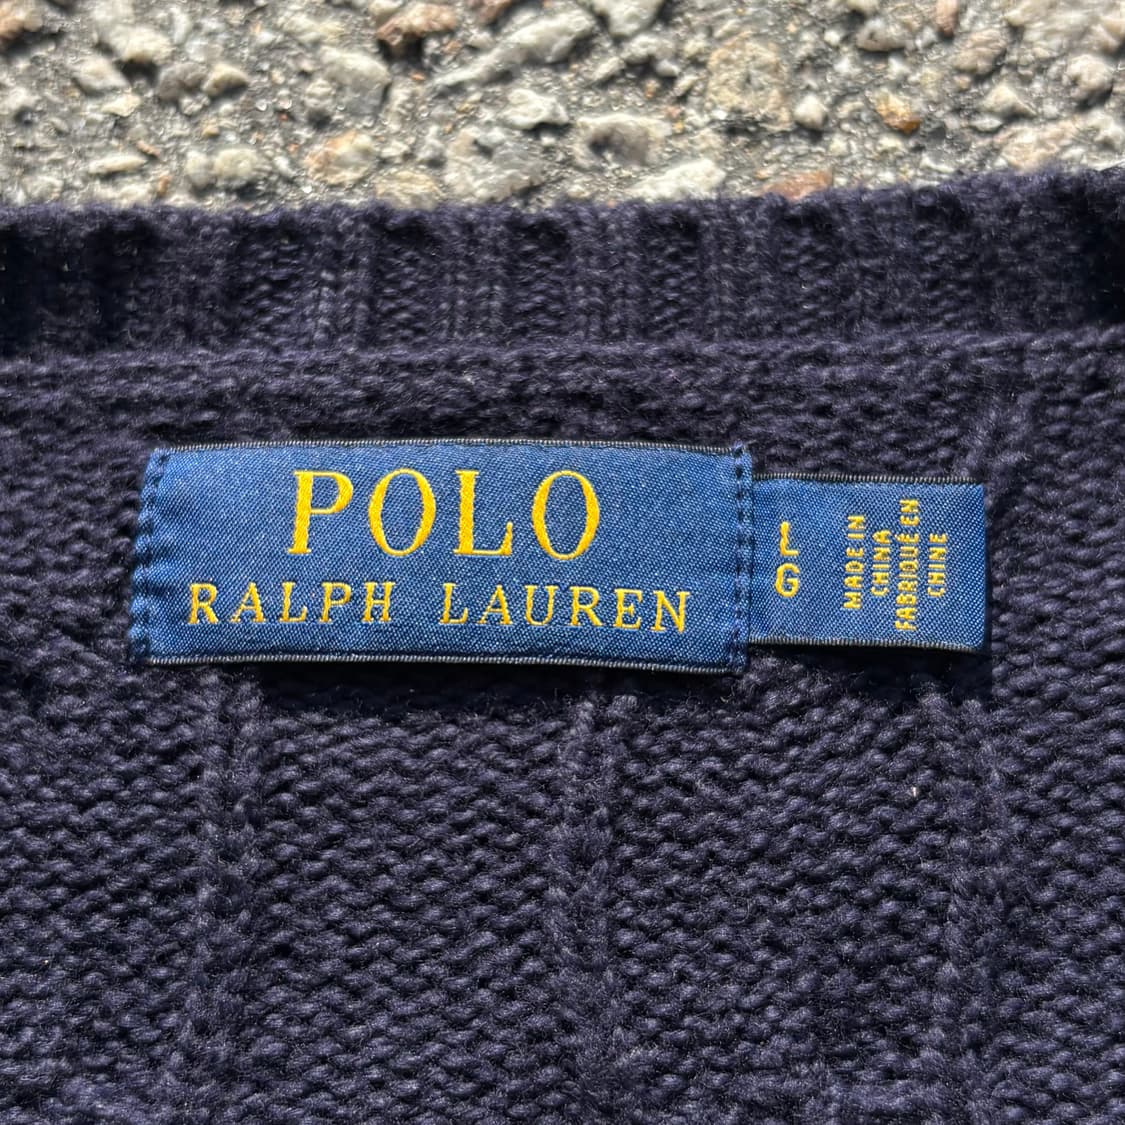 POLO
RALPH LAUREN
L
G
MADE IN
CHINA
FABRIQUÉ EN
CHINE